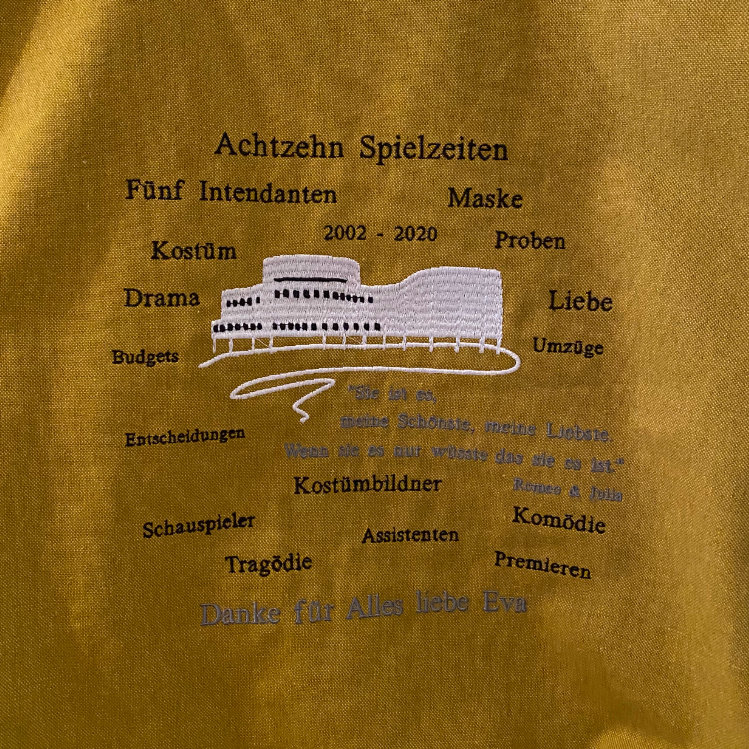 Achtzehn Spielzeiten
Fünf Intendanten
Maske
2002 - 2020
Kostüm
Proben
Drama
Liebe
Budgets
Umzüge
"Sie ist es,
meine Schönste, meine Liebste.
Wenn sie es nur wüsste das sie es ist."
Romeo & Julia
Entscheidungen
Kostümbildner
Schauspieler
Assistenten
Komödie
Tragödie
Premieren
Danke für Alles liebe Eva